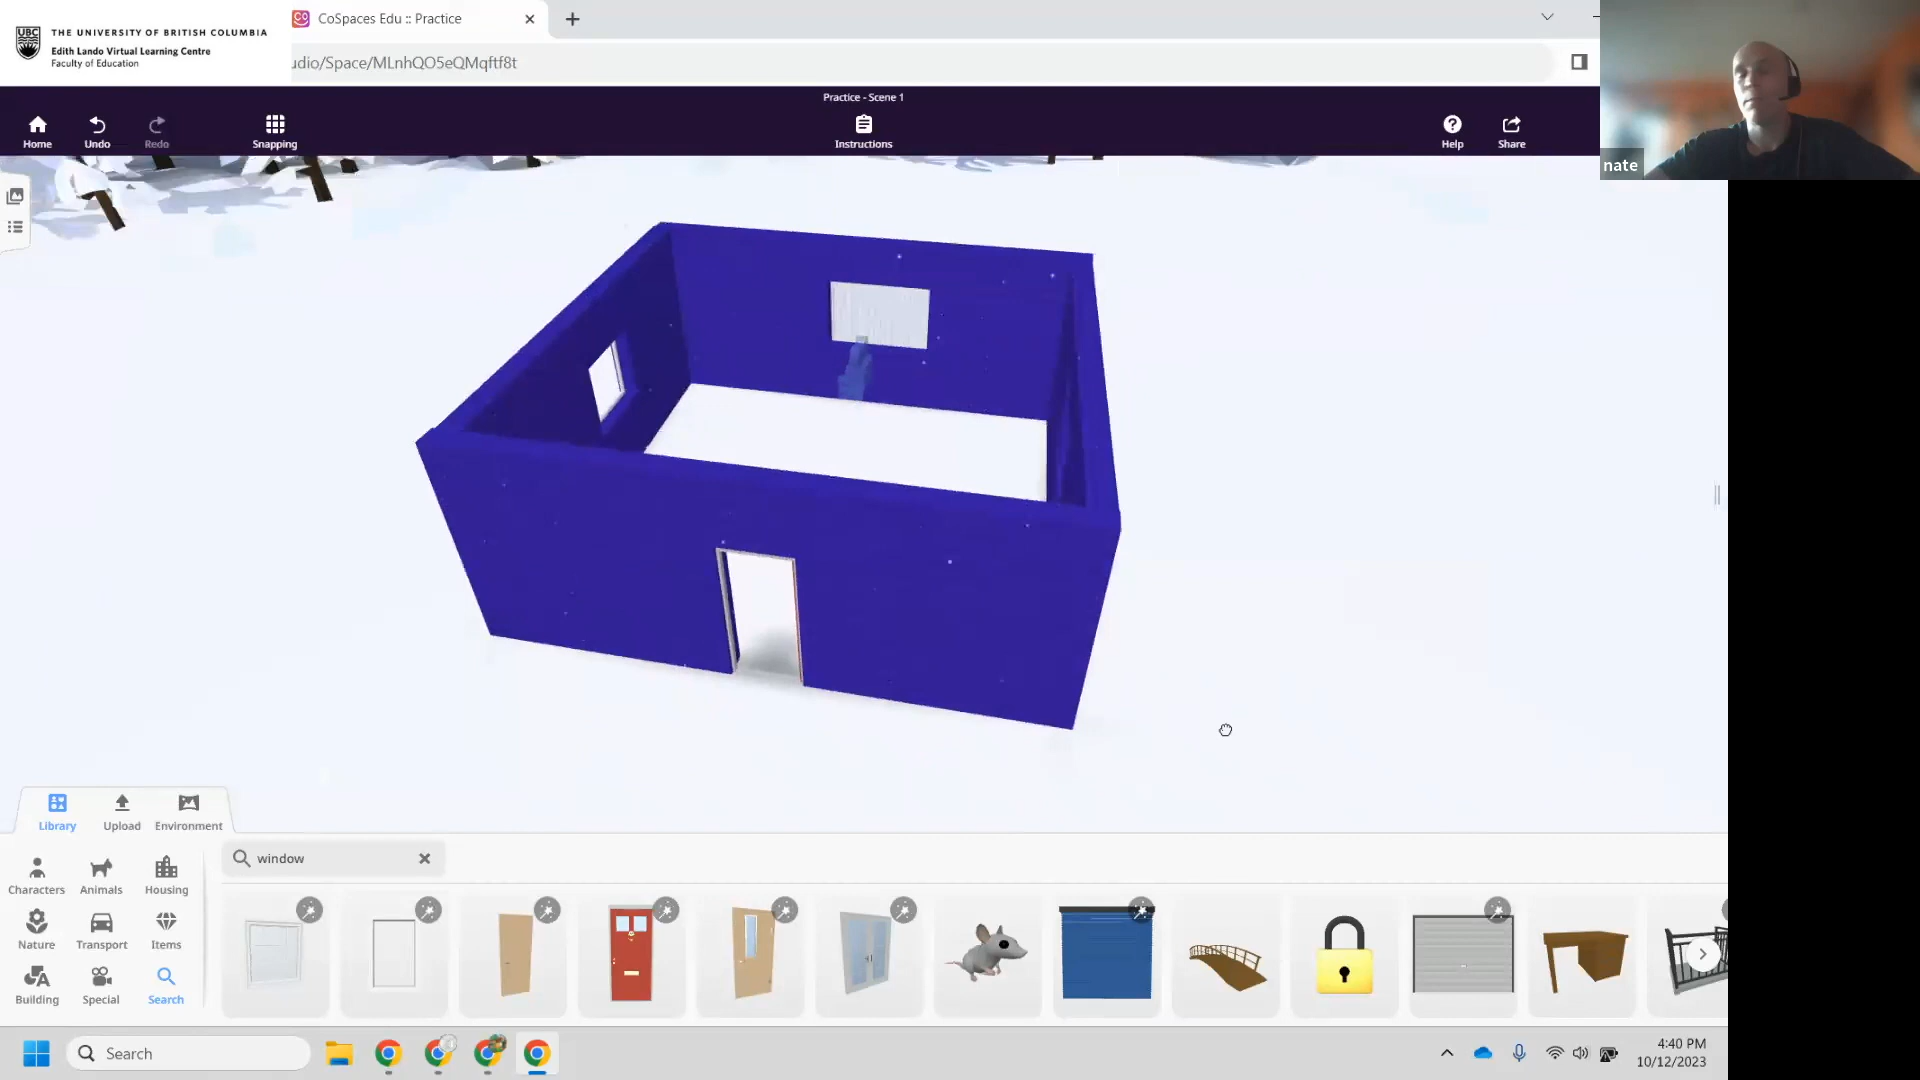 THE UNIVERSITY OF BRITISH COLUMBIA
UBC
Edith Lando Virtual Learning Centre
Faculty of Education
CoSpaces Edu :: Practice
udio/Space/MLnhQO5eQMqftf8t
Practice - Scene 1
Home
Undo
Redo
Snapping
Instructions
Help
Share
nate
Library
Upload
Environment
window
Characters
Animals
Housing
Nature
Transport
Items
Building
Special
Search
Search
4:40 PM
10/12/2023